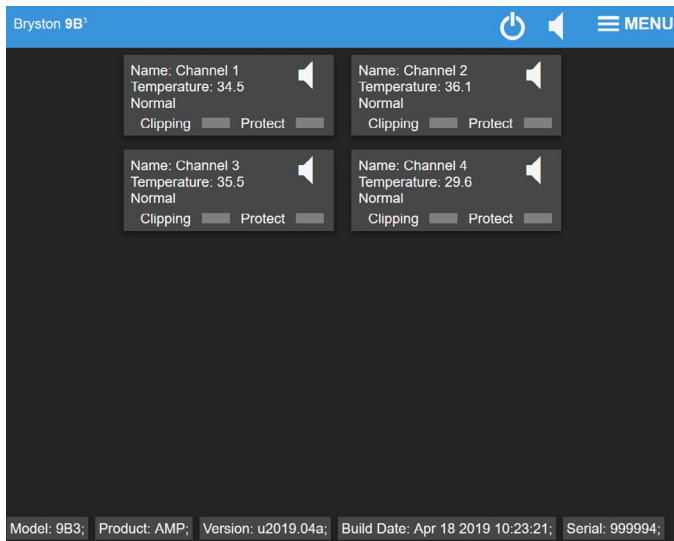 Bryston 9B³
MENU
Name: Channel 1
Temperature: 34.5
Normal
Clipping Protect
Name: Channel 2
Temperature: 36.1
Normal
Clipping Protect
Name: Channel 3
Temperature: 35.5
Normal
Clipping Protect
Name: Channel 4
Temperature: 29.6
Normal
Clipping Protect
Model: 9B3; Product: AMP; Version: u2019.04a; Build Date: Apr 18 2019 10:23:21; Serial: 999994;